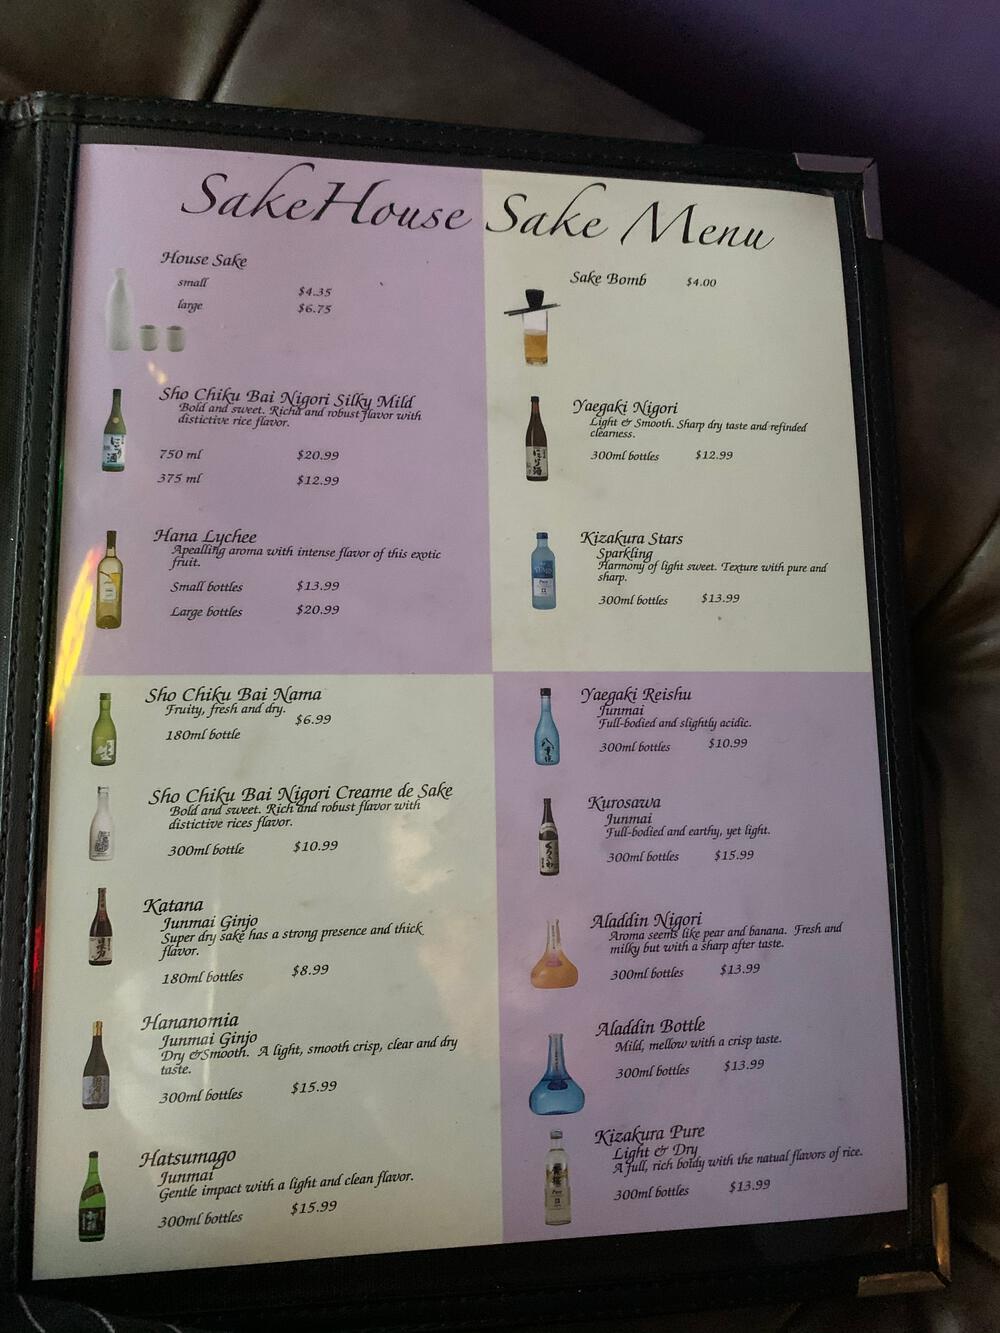 SakeHouse Sake Menu
House Sake
small $4.35
large $6.75
Sho Chiku Bai Nigori Silky Mild
Bold and sweet. Richa and robust flavor with
distictive rice flavor.
750 ml $20.99
375 ml $12.99
Hana Lychee
Apealling aroma with intense flavor of this exotic
fruit.
Small bottles $13.99
Large bottles $20.99
Sho Chiku Bai Nama
Fruity, fresh and dry.
$6.99
180ml bottle
Sho Chiku Bai Nigori Creame de Sake
Bold and sweet. Rich and robust flavor with
distictive rices flavor.
300ml bottle $10.99
Katana
Junmai Ginjo
Super dry sake has a strong presence and thick
flavor.
180ml bottles $8.99
Hananomia
Junmai Ginjo
Dry & Smooth. A light, smooth crisp, clear and dry
taste.
300ml bottles $15.99
Hatsumago
Junmai
Gentle impact with a light and clean flavor.
300ml bottles $15.99
Sake Bomb $4.00
Yaegaki Nigori
Light & Smooth. Sharp dry taste and refinded
clearness.
300ml bottles $12.99
Kizakura Stars
Sparkling
Harmony of light sweet. Texture with pure and
sharp.
300ml bottles $13.99
Yaegaki Reishu
Junmai
Full-bodied and slightly acidic.
300ml bottles $10.99
Kurosawa
Junmai
Full-bodied and earthy, yet light.
300ml bottles $15.99
Aladdin Nigori
Aroma seems like pear and banana. Fresh and
milky but with a sharp after taste.
300ml bottles $13.99
Aladdin Bottle
Mild, mellow with a crisp taste.
300ml bottles $13.99
Kizakura Pure
Light & Dry
A full, rich boidy with the natual flavors of rice.
300ml bottles $13.99